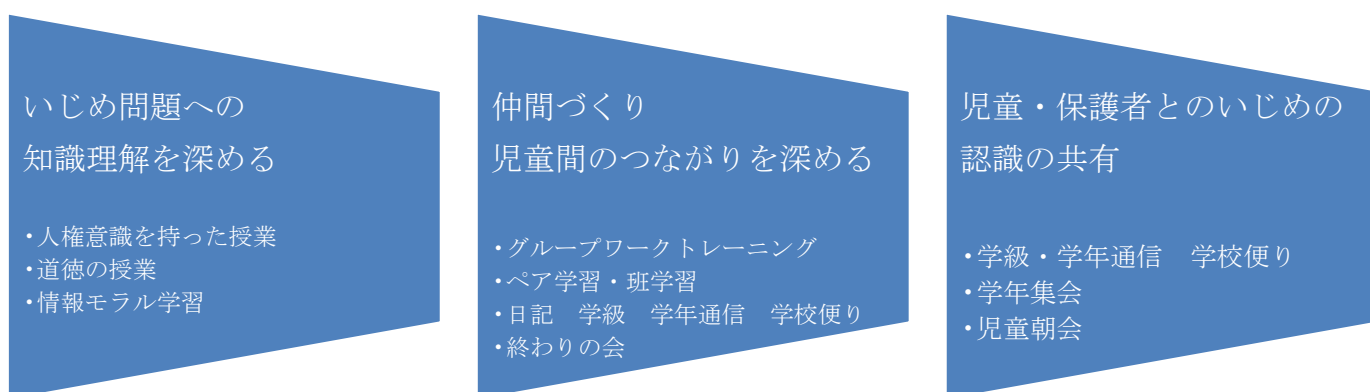 いじめ問題への
知識理解を深める
・人権意識を持った授業
・道徳の授業
・情報モラル学習
仲間づくり
児童間のつながりを深める
・グループワークトレーニング
・ペア学習・班学習
・日記　学級　学年通信　学校便り
・終わりの会
児童・保護者とのいじめの
認識の共有
・学級・学年通信　学校便り
・学年集会
・児童朝会